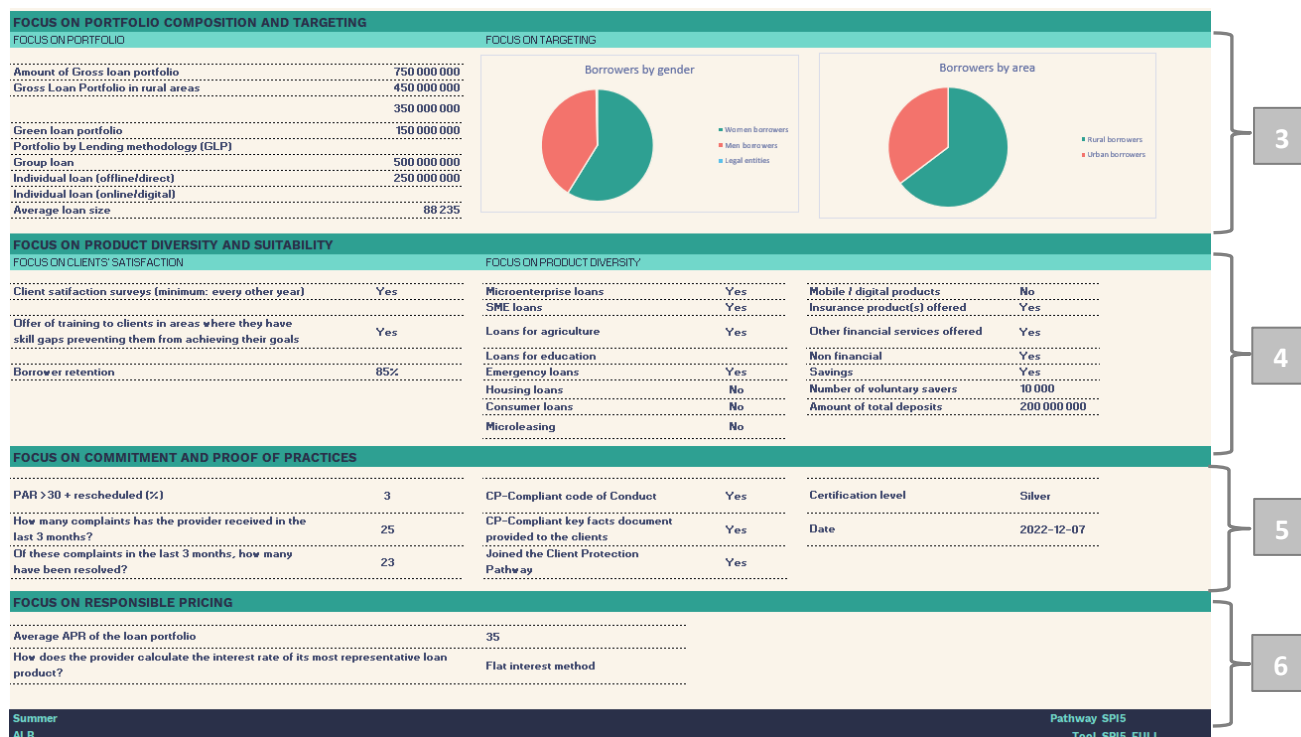 FOCUS ON PORTFOLIO COMPOSITION AND TARGETING
FOCUS ON PORTFOLIO
FOCUS ON TARGETING
Amount of Gross loan portfolio 750 000 000
Gross Loan Portfolio in rural areas 450 000 000
350 000 000
Green loan portfolio 150 000 000
Portfolio by Lending methodology (GLP)
Group loan 500 000 000
Individual loan (offline/direct) 250 000 000
Individual loan (online/digital)
Average loan size 88 235
Borrowers by gender
Women borrowers
Men borrowers
Legal entities
Borrowers by area
Rural borrowers
Urban borrowers
3
FOCUS ON PRODUCT DIVERSITY AND SUITABILITY
FOCUS ON CLIENTS' SATISFACTION
FOCUS ON PRODUCT DIVERSITY
Client satifaction surveys (minimum: every other year) Yes
Offer of training to clients in areas where they have
skill gaps preventing them from achieving their goals Yes
Borrower retention 85%
Microenterprise loans Yes
SME loans Yes
Loans for agriculture Yes
Loans for education
Emergency loans Yes
Housing loans No
Consumer loans No
Microleasing No
Mobile / digital products No
Insurance product(s) offered Yes
Other financial services offered Yes
Non financial Yes
Savings Yes
Number of voluntary savers 10 000
Amount of total deposits 200 000 000
4
FOCUS ON COMMITMENT AND PROOF OF PRACTICES
PAR >30 + rescheduled (%) 3
How many complaints has the provider received in the
last 3 months? 25
Of these complaints in the last 3 months, how many
have been resolved? 23
CP-Compliant code of Conduct Yes
CP-Compliant key facts document
provided to the clients Yes
Joined the Client Protection
Pathway Yes
Certification level Silver
Date 2022-12-07
5
FOCUS ON RESPONSIBLE PRICING
Average APR of the loan portfolio 35
How does the provider calculate the interest rate of its most representative loan
product? Flat interest method
6
Summer
Pathway SPI5
ALB
Tool SPI5 FULL